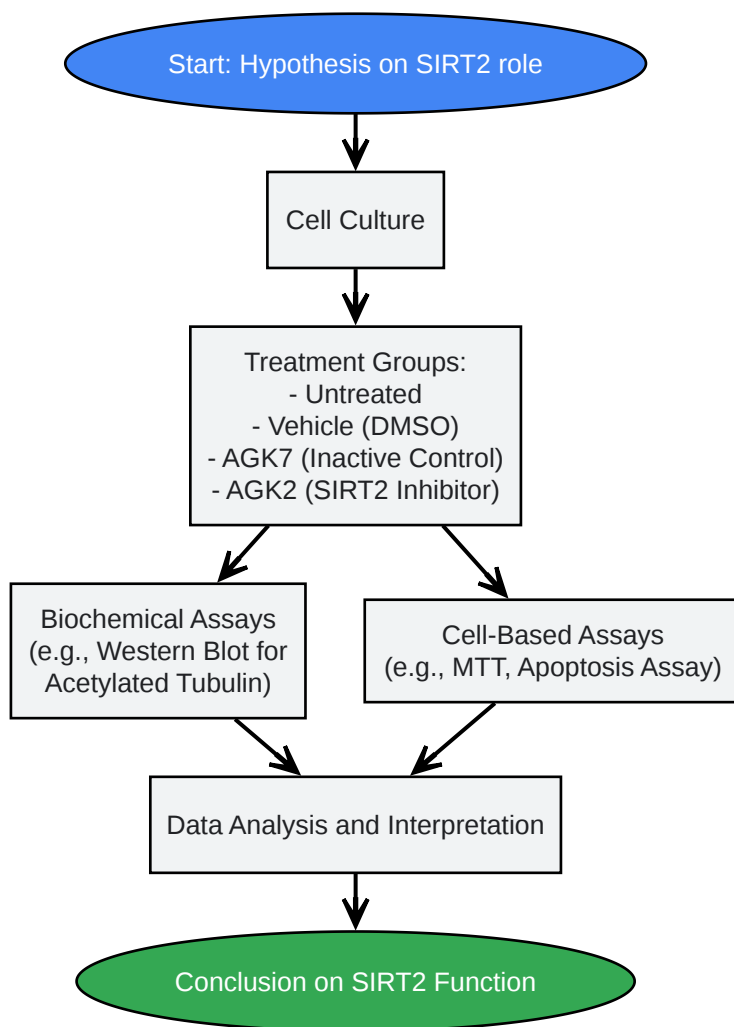 Start: Hypothesis on SIRT2 role
Cell Culture
Treatment Groups:
- Untreated
- Vehicle (DMSO)
- AGK7 (Inactive Control)
- AGK2 (SIRT2 Inhibitor)
Biochemical Assays
(e.g., Western Blot for
Acetylated Tubulin)
Cell-Based Assays
(e.g., MTT, Apoptosis Assay)
Data Analysis and Interpretation
Conclusion on SIRT2 Function